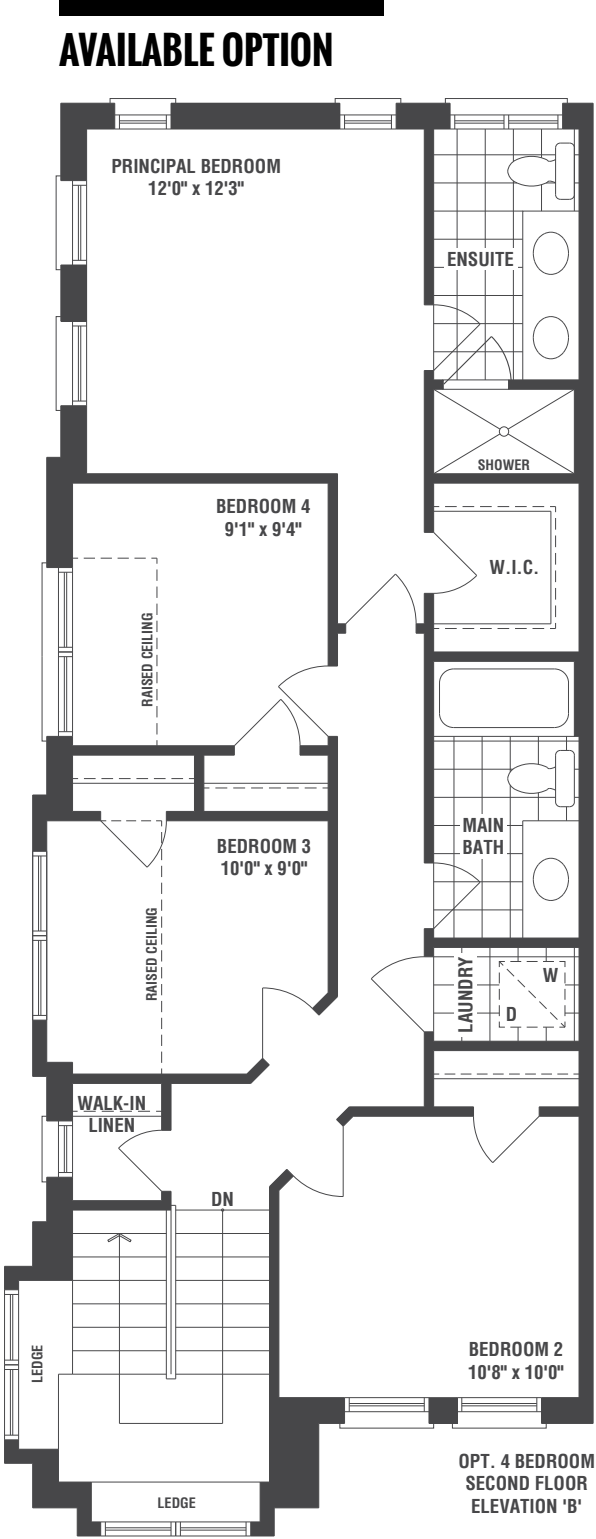 AVAILABLE OPTION
PRINCIPAL BEDROOM
12'0" x 12'3"
ENSUITE
SHOWER
BEDROOM 4
9'1" x 9'4"
W.I.C.
RAISED CEILING
MAIN
BATH
BEDROOM 3
10'0" x 9'0"
RAISED CEILING
LAUNDRY
W
D
WALK-IN
LINEN
DN
BEDROOM 2
10'8" x 10'0"
LEDGE
LEDGE
OPT. 4 BEDROOM
SECOND FLOOR
ELEVATION 'B'